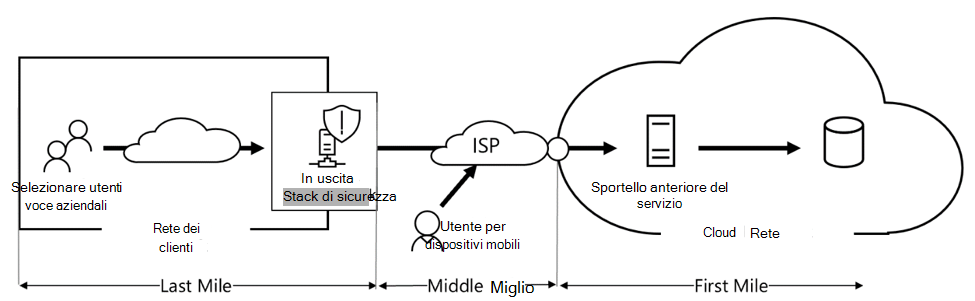 ISP
In uscita
Stack di sicurezza
Selezionare utenti
voce aziendali
Sportello anteriore del
servizio
Rete dei
clienti
Utente per
dispositivi mobili
Cloud Rete
Last Mile
Middle Miglio
First Mile